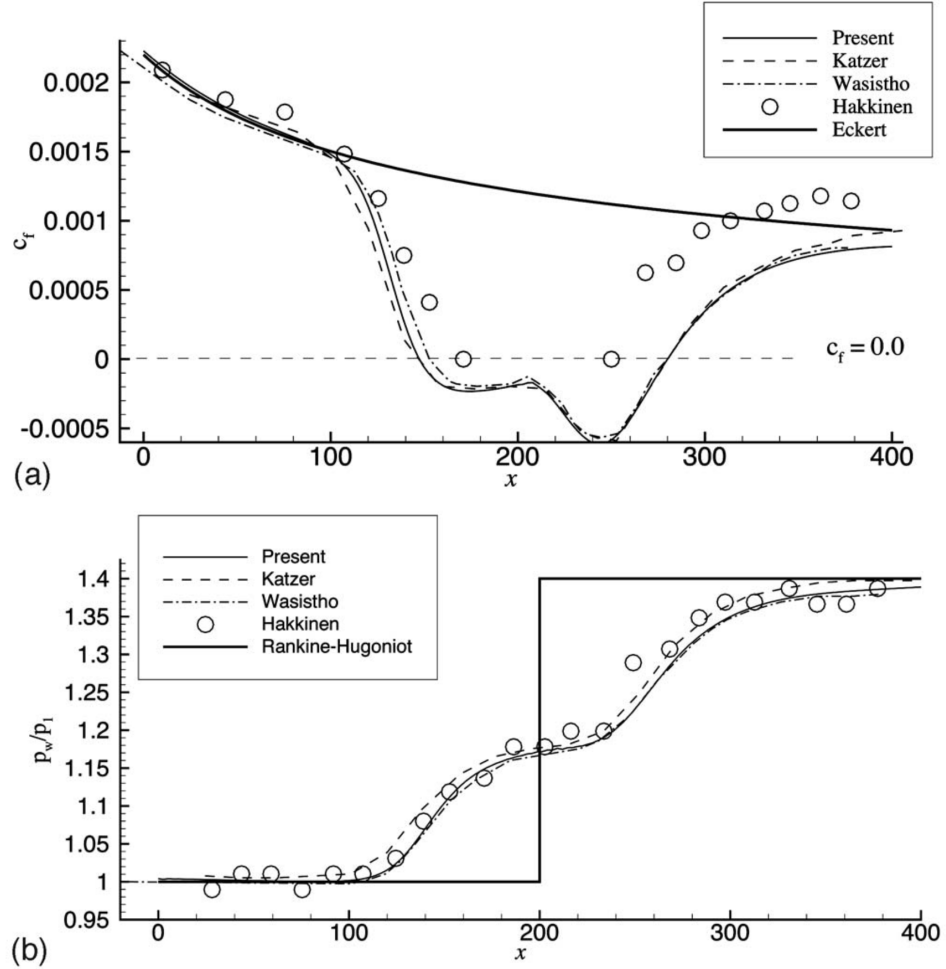 Present
Katzer
Wasistho
Hakkinen
Eckert
0.002
0.0015
0.001
0.0005
0
-0.0005
c_f
c_f = 0.0
0 100 200 300 400
x
(a)
Present
Katzer
Wasistho
Hakkinen
Rankine-Hugoniot
1.4
1.35
1.3
1.25
1.2
1.15
1.1
1.05
1
0.95
p_w/p_1
0 100 200 300 400
x
(b)